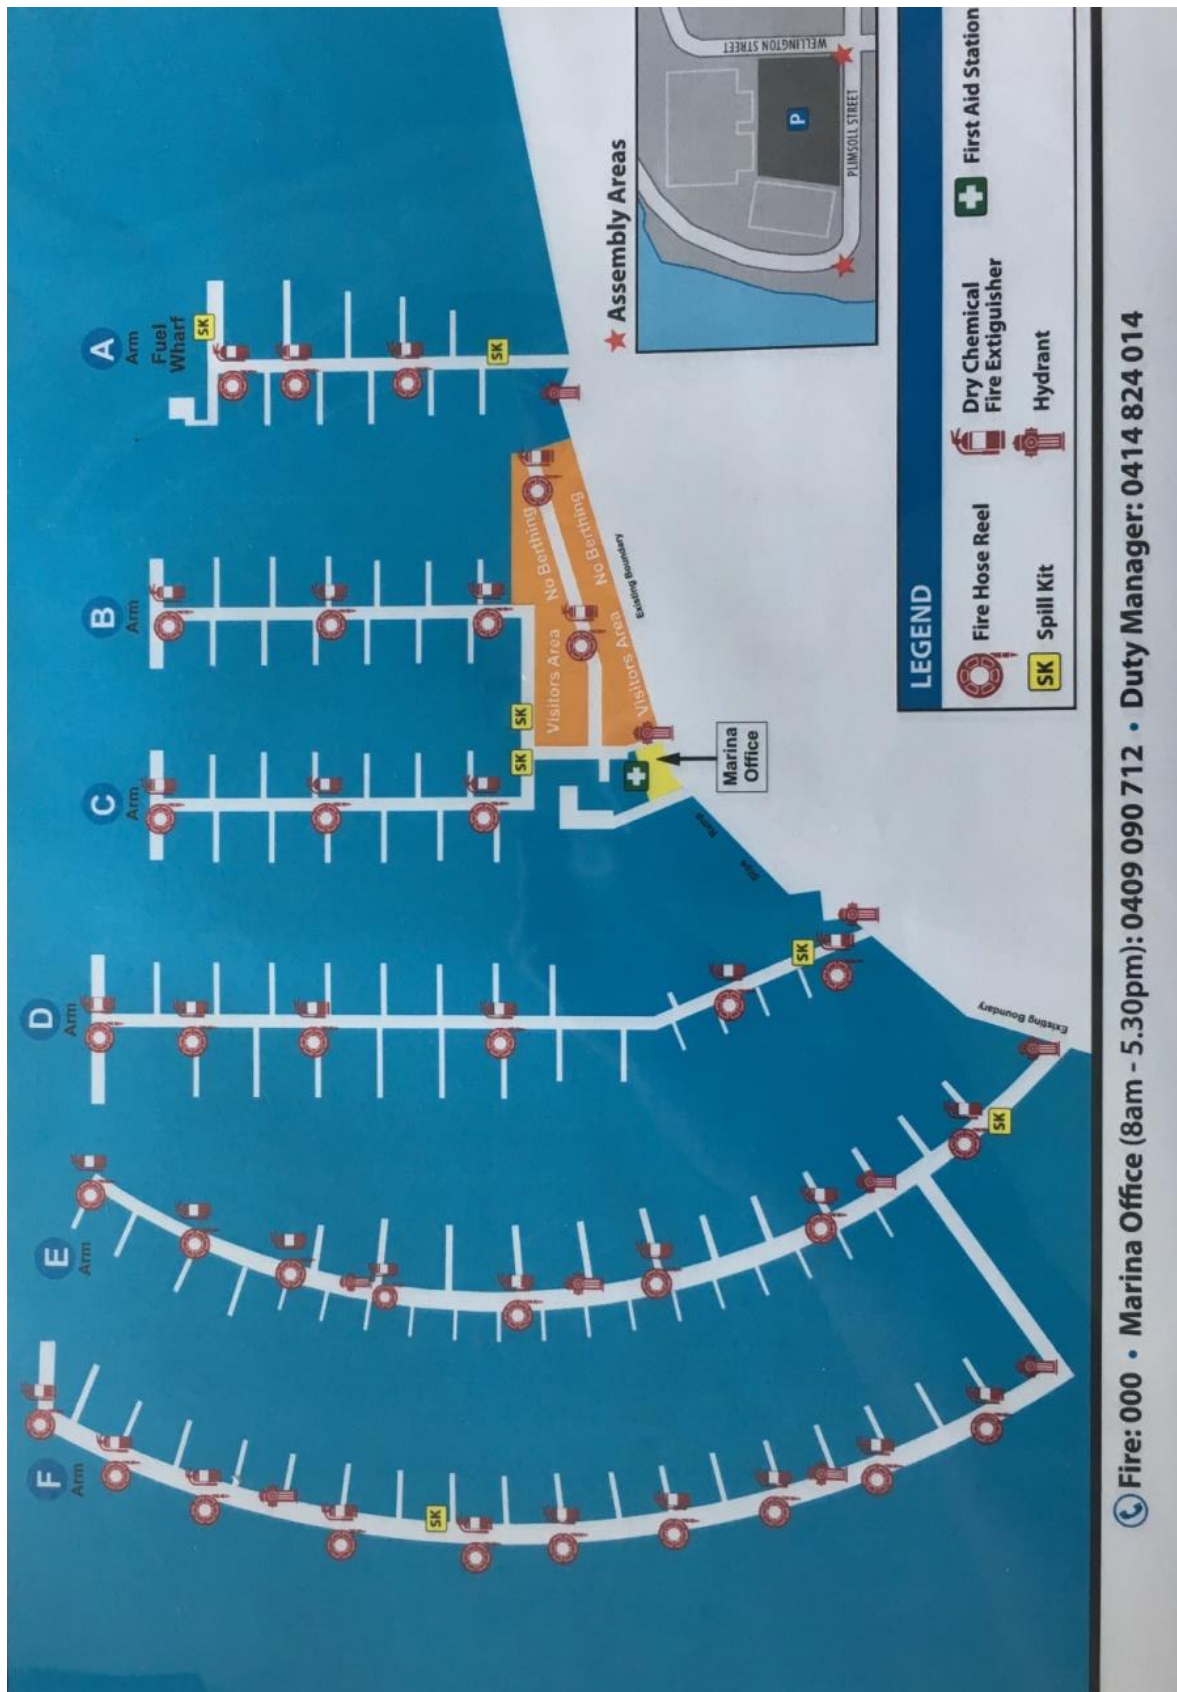 F
Arm
E
Arm
D
Arm
C
Arm
B
Arm
A
Arm
Fuel
Wharf
SK
SK
SK
SK
SK
SK
SK
Visitors Area
No Berthing
Visitors Area
No Berthing
Existing Boundary
Marina
Office
Ramp
Slips
Existing Boundary
Assembly Areas
WELLINGTON STREET
P
PLIMSOLL STREET
LEGEND
Fire Hose Reel
Dry Chemical
Fire Extiguisher
First Aid Station
SK Spill Kit
Hydrant
Fire: 000 • Marina Office (8am - 5.30pm): 0409 090 712 • Duty Manager: 0414 824 014